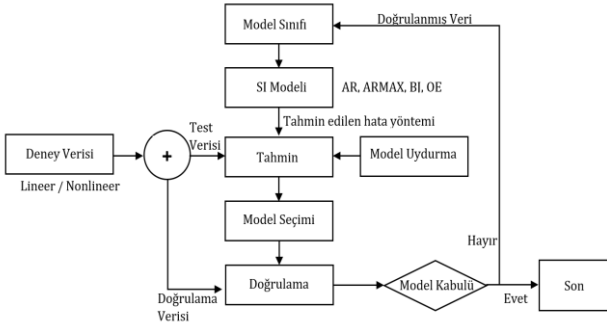 Model Sınıfı
Doğrulanmış Veri
SI Modeli
AR, ARMAX, BJ, OE
Tahmin edilen hata yöntemi
Test
Verisi
Deney Verisi
+
Tahmin
Model Uydurma
Lineer / Nonlineer
Model Seçimi
Hayır
Doğrulama
Model Kabulü
Son
Evet
Doğrulama
Verisi